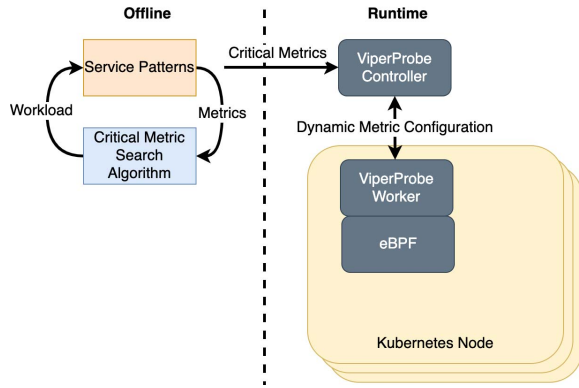 Offline
Runtime
Service Patterns
Critical Metrics
ViperProbe
Controller
Workload
Metrics
Critical Metric
Search
Algorithm
Dynamic Metric Configuration
ViperProbe
Worker
eBPF
Kubernetes Node